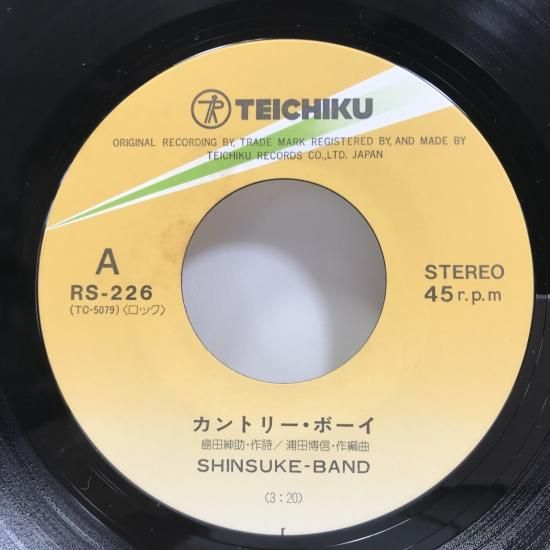 TEICHIKU
ORIGINAL RECORDING BY, TRADE MARK REGISTERED BY, AND MADE BY
TEICHIKU RECORDS CO., LTD. JAPAN
A
RS-226
(TC-5079)〈ロック〉
STEREO
45 r.p.m
カントリー・ボーイ
島田紳助・作詩/浦田博信・作編曲
SHINSUKE-BAND
(3:20)